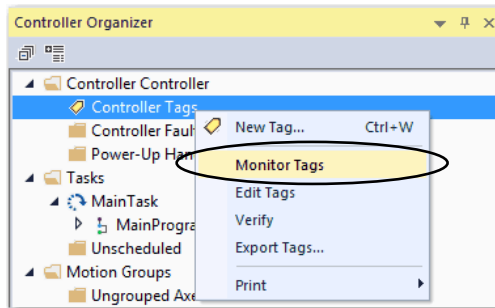 Controller Organizer
Controller Controller
Controller Tags
Controller Faul
Power-Up Han
Tasks
MainTask
MainProgra
Unscheduled
Motion Groups
Ungrouped Axe
New Tag... Ctrl+W
Monitor Tags
Edit Tags
Verify
Export Tags...
Print